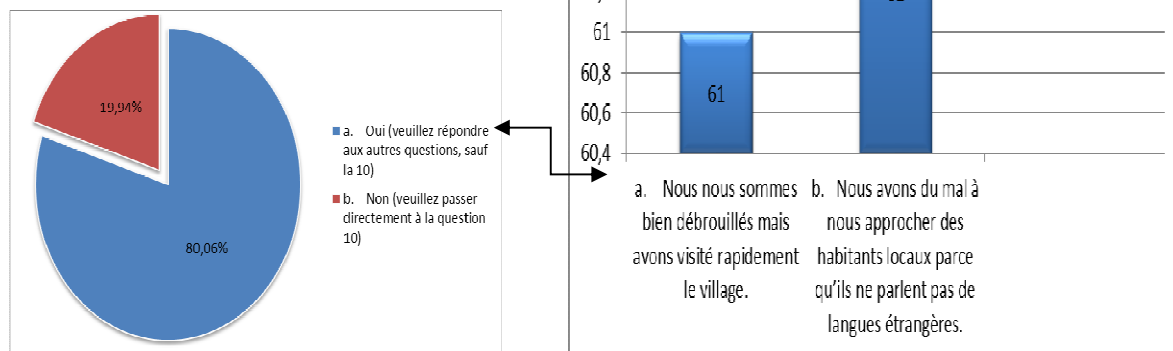 19,94%
80,06%
a. Oui (veuillez répondre
aux autres questions, sauf
la 10)
b. Non (veuillez passer
directement à la question
10)
61
60,8
60,6
60,4
61
a. Nous nous sommes
bien débrouillés mais
avons visité rapidement
le village.
b. Nous avons du mal à
nous approcher des
habitants locaux parce
qu'ils ne parlent pas de
langues étrangères.